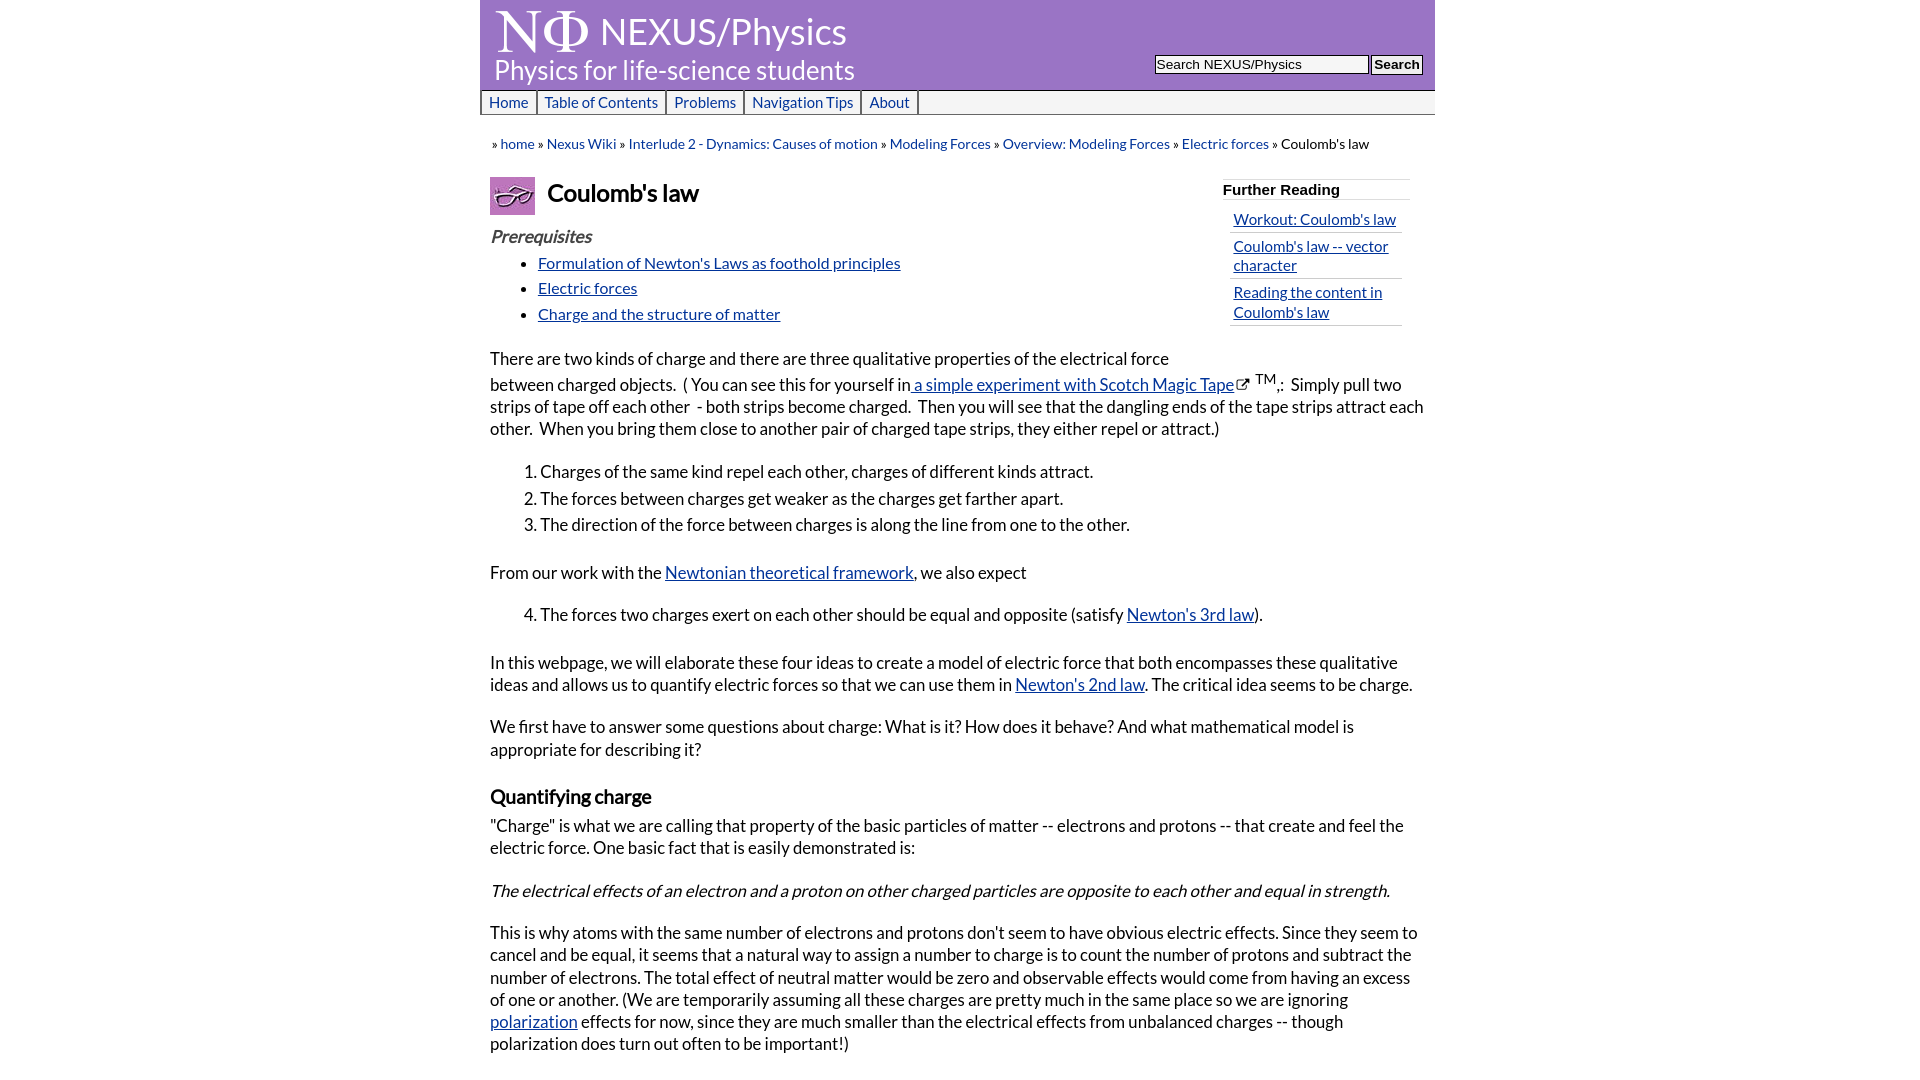 ΝΦ NEXUS/Physics
Physics for life-science students
Search NEXUS/Physics Search
Home Table of Contents Problems Navigation Tips About
» home » Nexus Wiki » Interlude 2 - Dynamics: Causes of motion » Modeling Forces » Overview: Modeling Forces » Electric forces » Coulomb's law
Coulomb's law
Prerequisites
Formulation of Newton's Laws as foothold principles
Electric forces
Charge and the structure of matter
Further Reading
Workout: Coulomb's law
Coulomb's law -- vector
character
Reading the content in
Coulomb's law
There are two kinds of charge and there are three qualitative properties of the electrical force
between charged objects.  ( You can see this for yourself in a simple experiment with Scotch Magic Tape TM,:  Simply pull two
strips of tape off each other  - both strips become charged.  Then you will see that the dangling ends of the tape strips attract each
other.  When you bring them close to another pair of charged tape strips, they either repel or attract.)
1. Charges of the same kind repel each other, charges of different kinds attract.
2. The forces between charges get weaker as the charges get farther apart.
3. The direction of the force between charges is along the line from one to the other.
From our work with the Newtonian theoretical framework, we also expect
4. The forces two charges exert on each other should be equal and opposite (satisfy Newton's 3rd law).
In this webpage, we will elaborate these four ideas to create a model of electric force that both encompasses these qualitative
ideas and allows us to quantify electric forces so that we can use them in Newton's 2nd law. The critical idea seems to be charge.
We first have to answer some questions about charge: What is it? How does it behave? And what mathematical model is
appropriate for describing it?
Quantifying charge
"Charge" is what we are calling that property of the basic particles of matter -- electrons and protons -- that create and feel the
electric force. One basic fact that is easily demonstrated is:
The electrical effects of an electron and a proton on other charged particles are opposite to each other and equal in strength.
This is why atoms with the same number of electrons and protons don't seem to have obvious electric effects. Since they seem to
cancel and be equal, it seems that a natural way to assign a number to charge is to count the number of protons and subtract the
number of electrons. The total effect of neutral matter would be zero and observable effects would come from having an excess
of one or another. (We are temporarily assuming all these charges are pretty much in the same place so we are ignoring
polarization effects for now, since they are much smaller than the electrical effects from unbalanced charges -- though
polarization does turn out often to be important!)